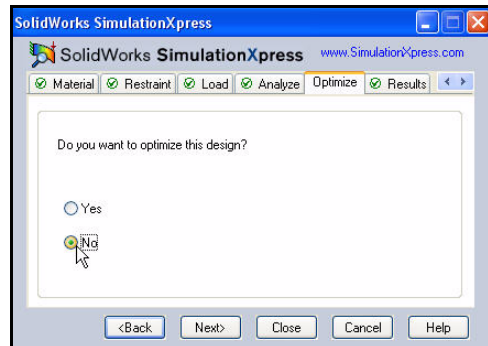 SolidWorks SimulationXpress
SolidWorks SimulationXpress www.SimulationXpress.com
Material Restraint Load Analyze Optimize Results
Do you want to optimize this design?
Yes
No
<Back Next> Close Cancel Help